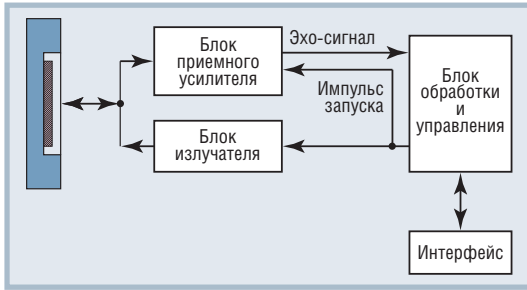 Блок
приемного
усилителя
Эхо-сигнал
Импульс
запуска
Блок
излучателя
Блок
обработки
и
управления
Интерфейс